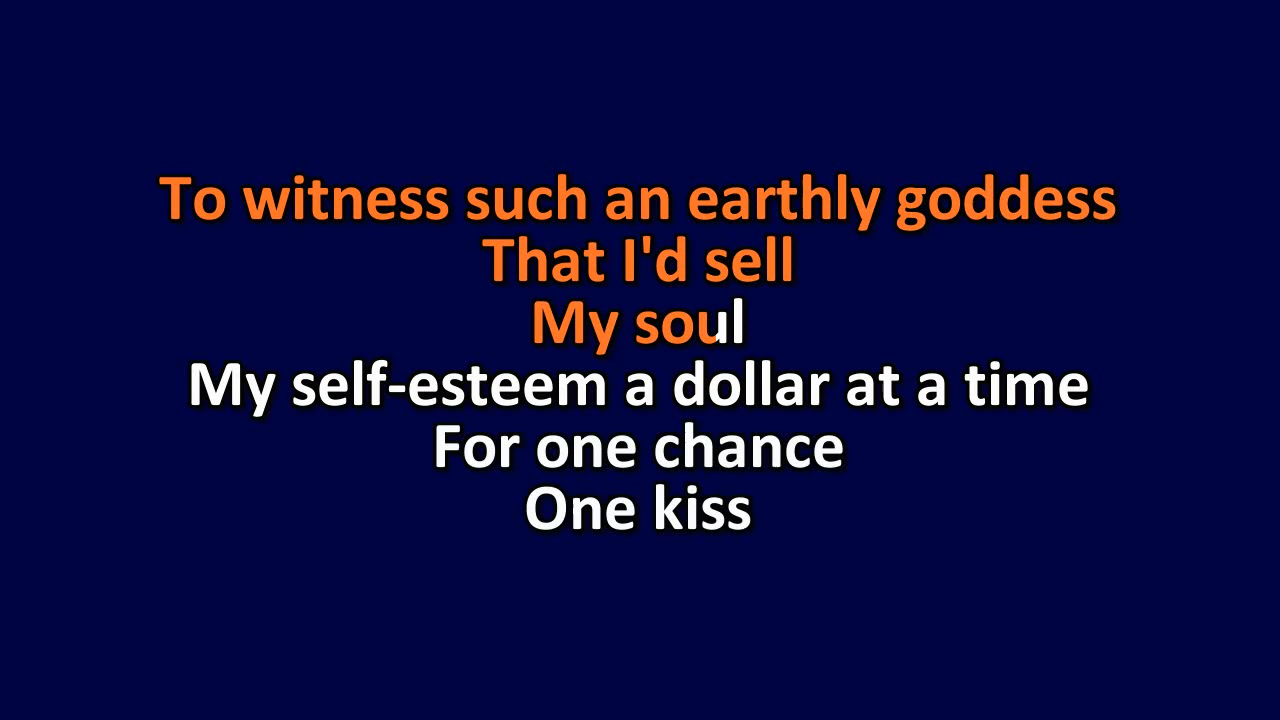 To witness such an earthly goddess
That I'd sell
My soul
My self-esteem a dollar at a time
For one chance
One kiss